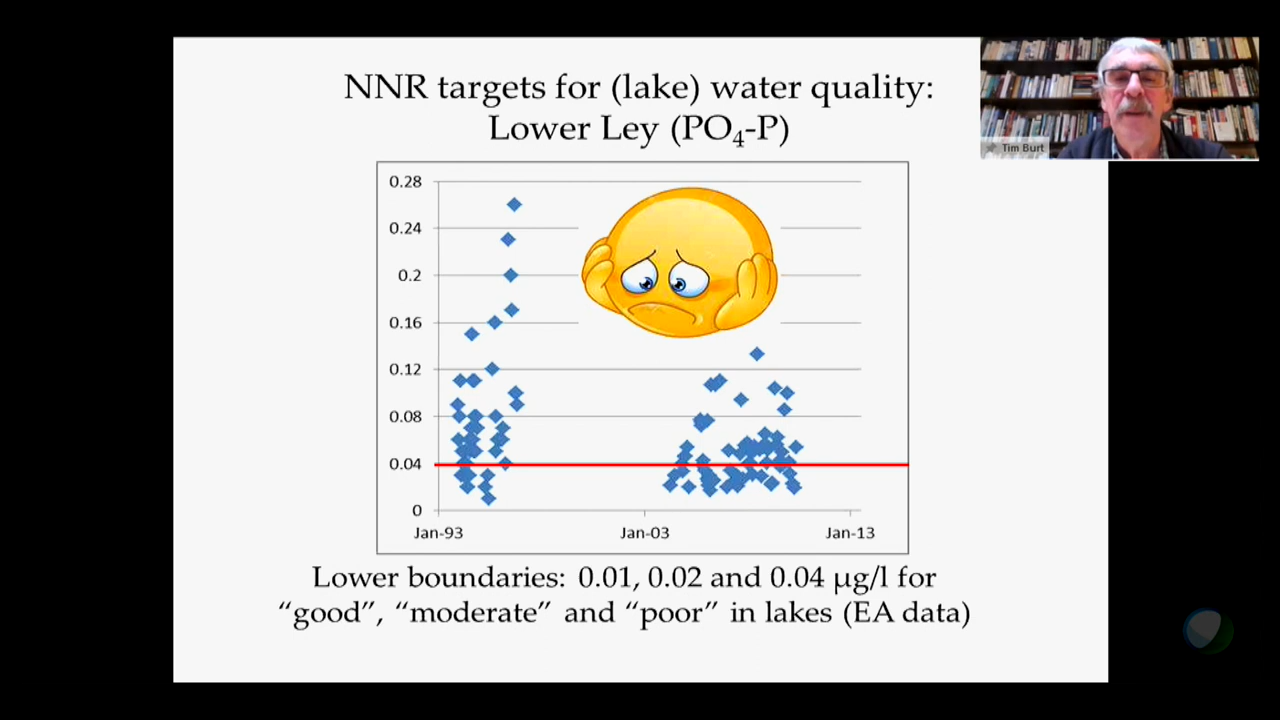 NNR targets for (lake) water quality:
Lower Ley (PO₄-P)
Tim Burt
0.28
0.24
0.2
0.16
0.12
0.08
0.04
0
Jan-93
Jan-03
Jan-13
Lower boundaries: 0.01, 0.02 and 0.04 µg/l for
“good”, “moderate” and “poor” in lakes (EA data)